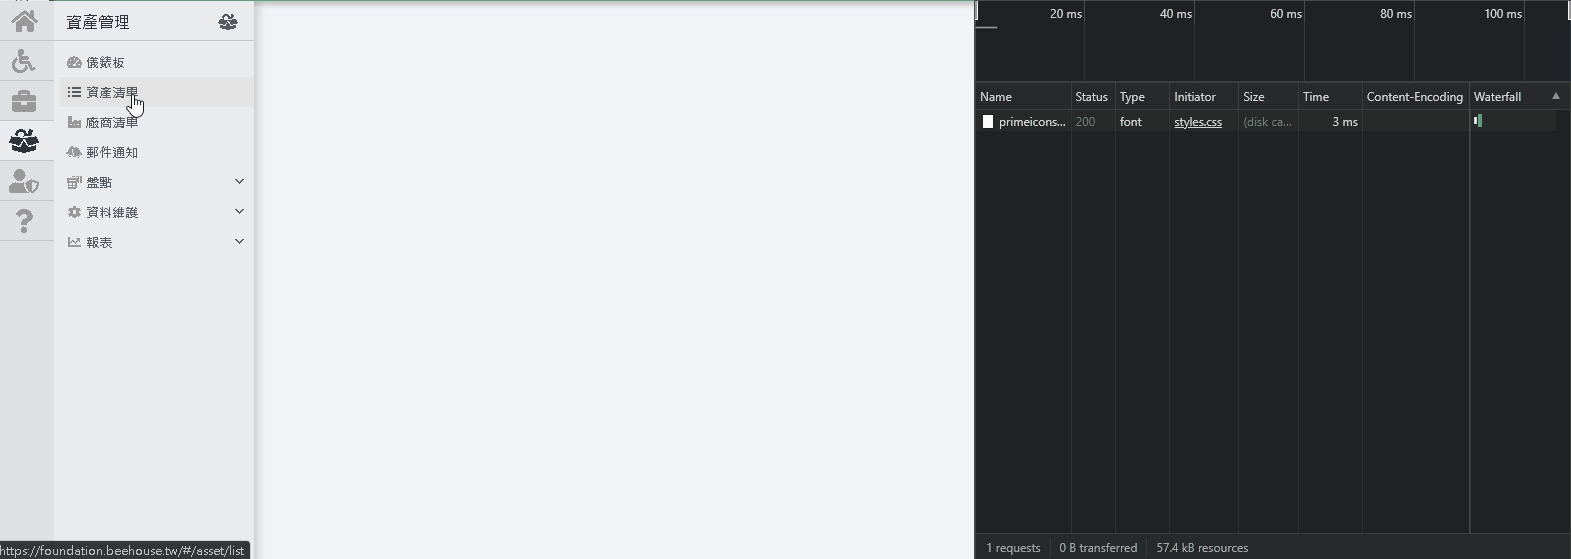 資產管理
儀錶板
資產清單
廠商清單
郵件通知
盤點
資料維護
報表
https://foundation.beehouse.tw/#/asset/list
20 ms 40 ms 60 ms 80 ms 100 ms
Name Status Type Initiator Size Time Content-Encoding Waterfall
primeicons... 200 font styles.css (disk ca... 3 ms
1 requests 0 B transferred 57.4 kB resources